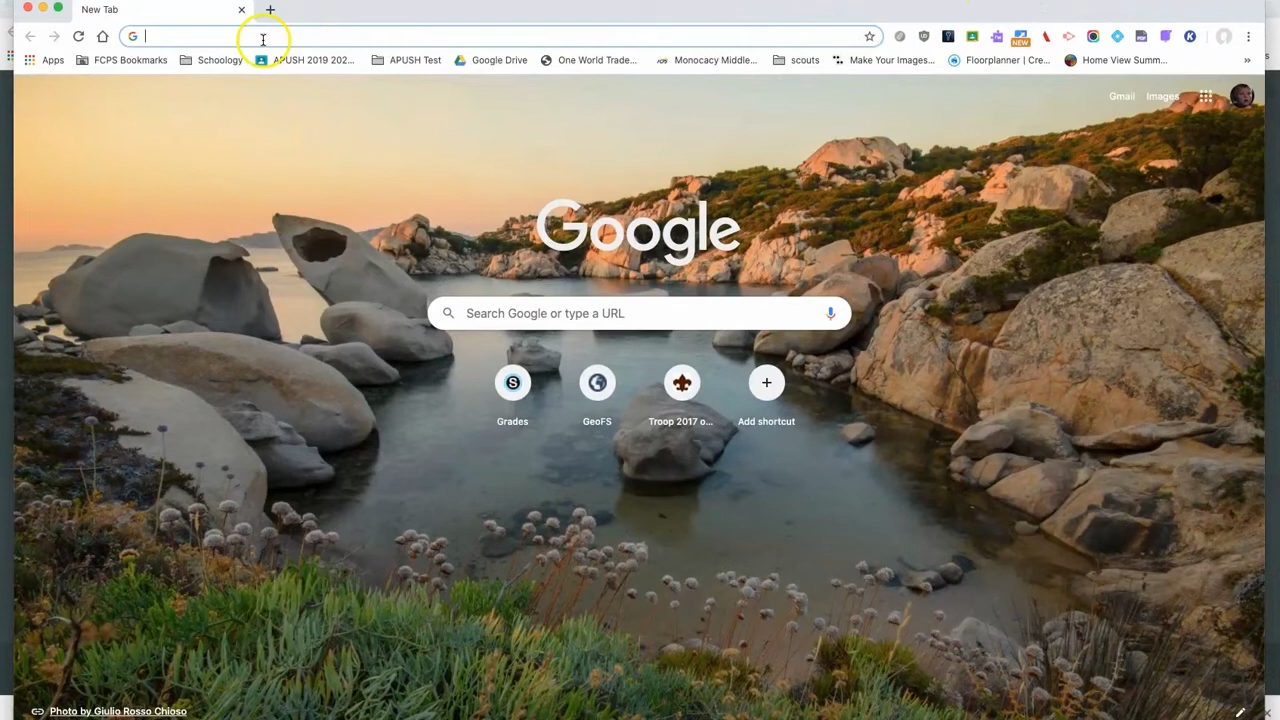 New Tab
Apps FCPS Bookmarks Schoology APUSH 2019 202... APUSH Test Google Drive One World Trade... Monocacy Middle... scouts Make Your Images... Floorplanner | Cre... Home View Summ... »
NEW
Gmail Images
Google
Search Google or type a URL
Grades GeoFS Troop 2017 o... Add shortcut
Photo by Giulio Rosso Chioso